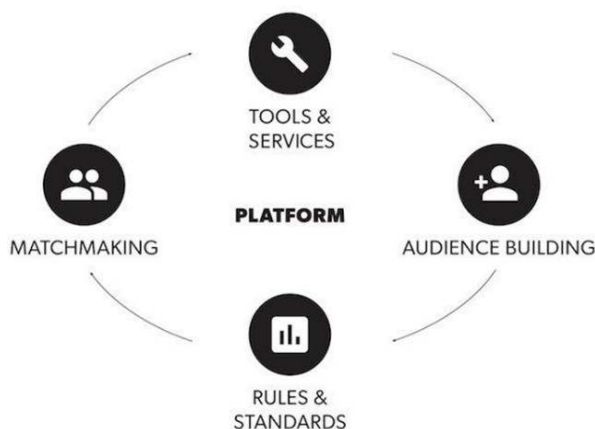 TOOLS &
SERVICES
MATCHMAKING
PLATFORM
AUDIENCE BUILDING
RULES &
STANDARDS